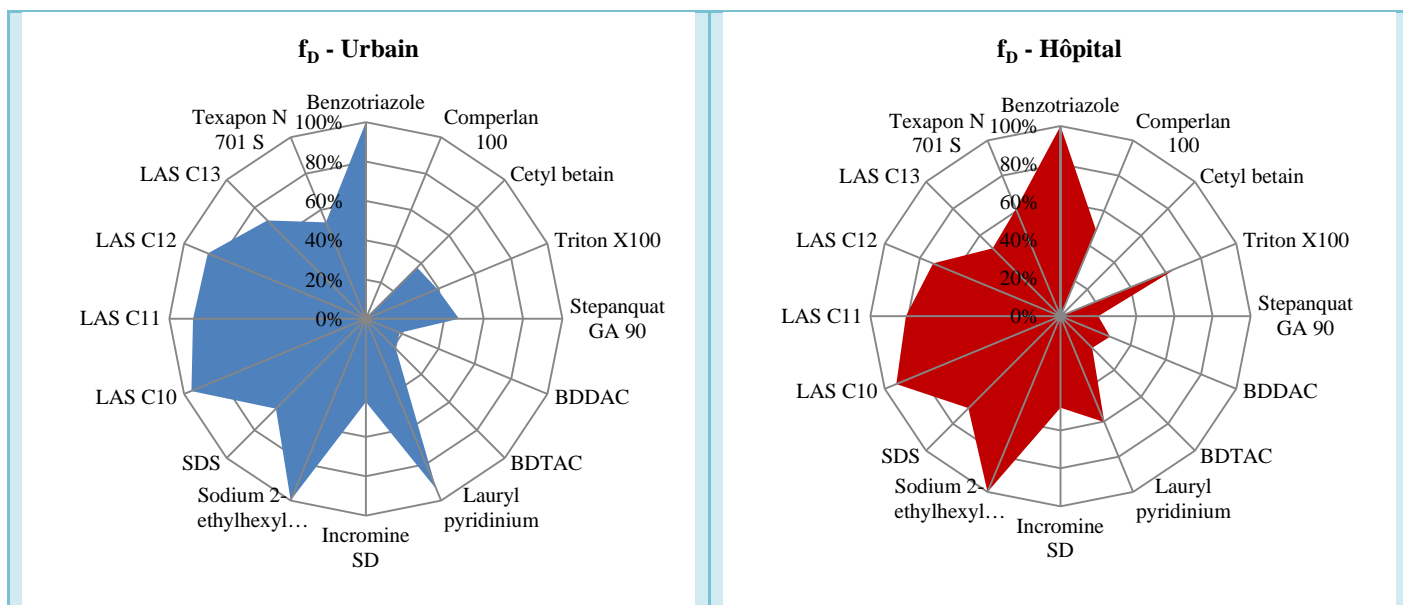 f_D - Urbain
Benzotriazole
Comperlan
100
Cetyl betain
Triton X100
Stepanquat
GA 90
BDDAC
BDTAC
Lauryl
pyridinium
Incromine
SD
Sodium 2-
ethylhexyl…
SDS
LAS C10
LAS C11
LAS C12
LAS C13
Texapon N
701 S
100%
80%
60%
40%
20%
0%
f_D - Hôpital
Benzotriazole
Comperlan
100
Cetyl betain
Triton X100
Stepanquat
GA 90
BDDAC
BDTAC
Lauryl
pyridinium
Incromine
SD
Sodium 2-
ethylhexyl…
SDS
LAS C10
LAS C11
LAS C12
LAS C13
Texapon N
701 S
100%
80%
60%
40%
20%
0%